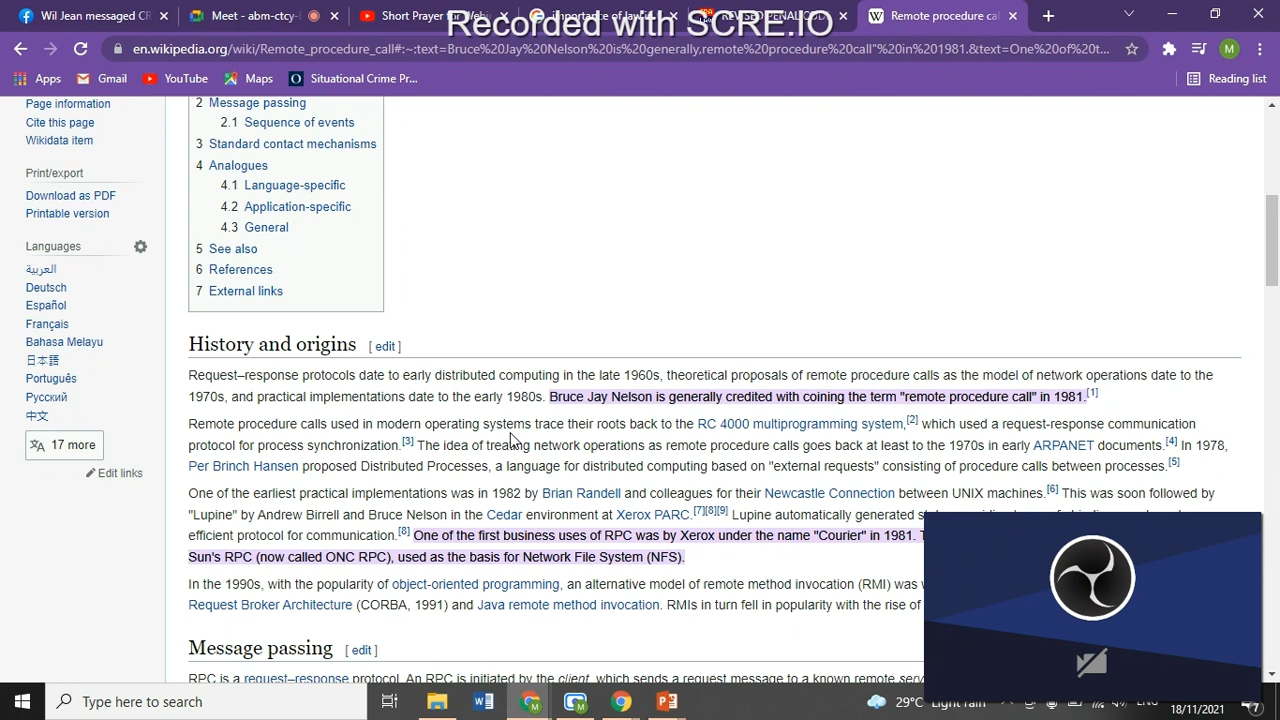 Wil Jean messaged
Meet - abm-ctcy-
Short Prayer for
importance of law
REVISED PENAL CODE
Remote procedure ca
Recorded with SCRE.IO
en.wikipedia.org/wiki/Remote_procedure_call#:~:text=Bruce%20Jay%20Nelson%20is%20generally,remote%20procedure%20call"%20in%201981.&text=One%20of%20t...
M
Apps
Gmail
YouTube
Maps
Situational Crime Pr...
Reading list
Page information
Cite this page
Wikidata item
Print/export
Download as PDF
Printable version
Languages
العربية
Deutsch
Español
Français
Bahasa Melayu
日本語
Português
Русский
中文
17 more
Edit links
2 Message passing
2.1 Sequence of events
3 Standard contact mechanisms
4 Analogues
4.1 Language-specific
4.2 Application-specific
4.3 General
5 See also
6 References
7 External links
History and origins [ edit ]
Request–response protocols date to early distributed computing in the late 1960s, theoretical proposals of remote procedure calls as the model of network operations date to the
1970s, and practical implementations date to the early 1980s. Bruce Jay Nelson is generally credited with coining the term "remote procedure call" in 1981.[1]
Remote procedure calls used in modern operating systems trace their roots back to the RC 4000 multiprogramming system,[2] which used a request-response communication
protocol for process synchronization.[3] The idea of treating network operations as remote procedure calls goes back at least to the 1970s in early ARPANET documents.[4] In 1978,
Per Brinch Hansen proposed Distributed Processes, a language for distributed computing based on "external requests" consisting of procedure calls between processes.[5]
One of the earliest practical implementations was in 1982 by Brian Randell and colleagues for their Newcastle Connection between UNIX machines.[6] This was soon followed by
"Lupine" by Andrew Birrell and Bruce Nelson in the Cedar environment at Xerox PARC.[7][8][9] Lupine automatically generated
efficient protocol for communication.[8] One of the first business uses of RPC was by Xerox under the name "Courier" in 1981.
Sun's RPC (now called ONC RPC), used as the basis for Network File System (NFS).
In the 1990s, with the popularity of object-oriented programming, an alternative model of remote method invocation (RMI) was
Request Broker Architecture (CORBA, 1991) and Java remote method invocation. RMIs in turn fell in popularity with the rise of
Message passing [ edit ]
RPC is a request–response protocol. An RPC is initiated by the client, which sends a request message to a known remote
Type here to search
29°C Light rain
ENG
18/11/2021
7